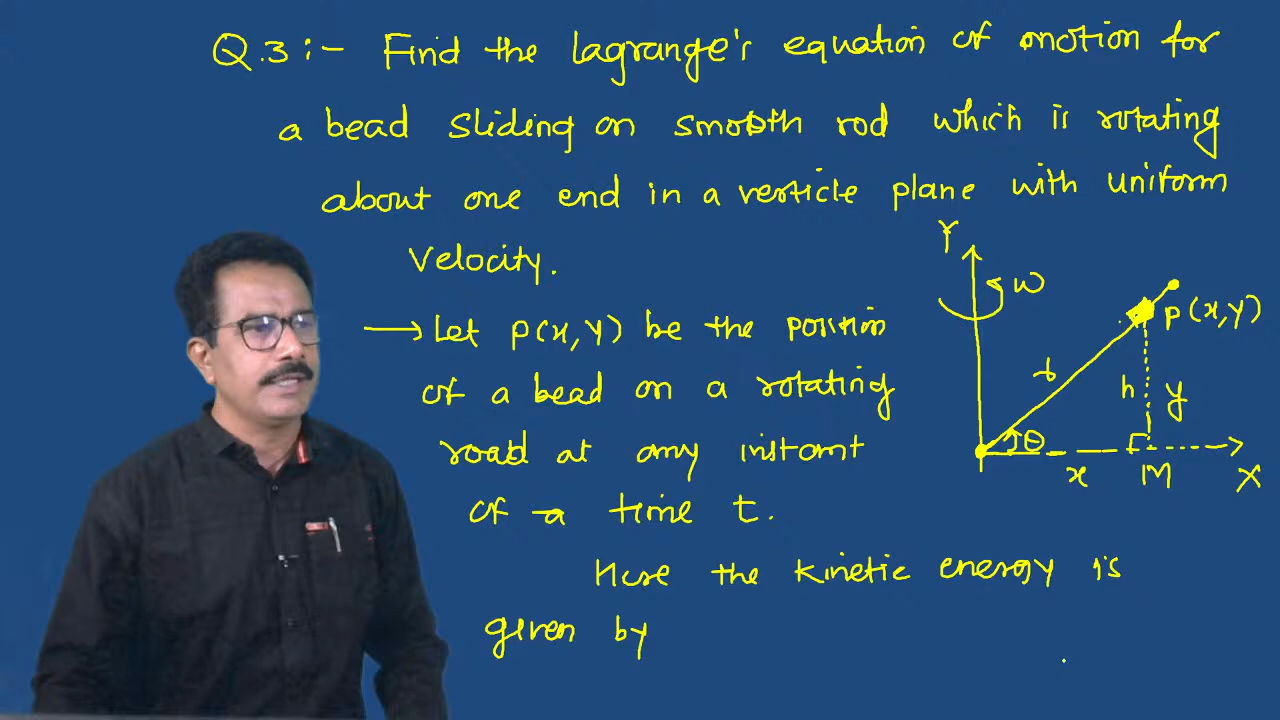 Q.3:- Find the lagrange's equation of motion for
a bead sliding on smooth rod which is rotating
about one end in a verticle plane with uniform
velocity.
→ Let P(x, y) be the position
of a bead on a rotating
road at any instant
of a time t.
Here the kinetic energy is
given by
Y
ω
P(x, y)
r
h
y
θ
x
M
X